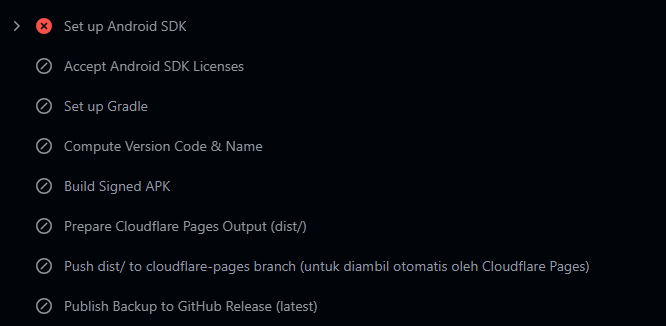 Set up Android SDK
Accept Android SDK Licenses
Set up Gradle
Compute Version Code & Name
Build Signed APK
Prepare Cloudflare Pages Output (dist/)
Push dist/ to cloudflare-pages branch (untuk diambil otomatis oleh Cloudflare Pages)
Publish Backup to GitHub Release (latest)